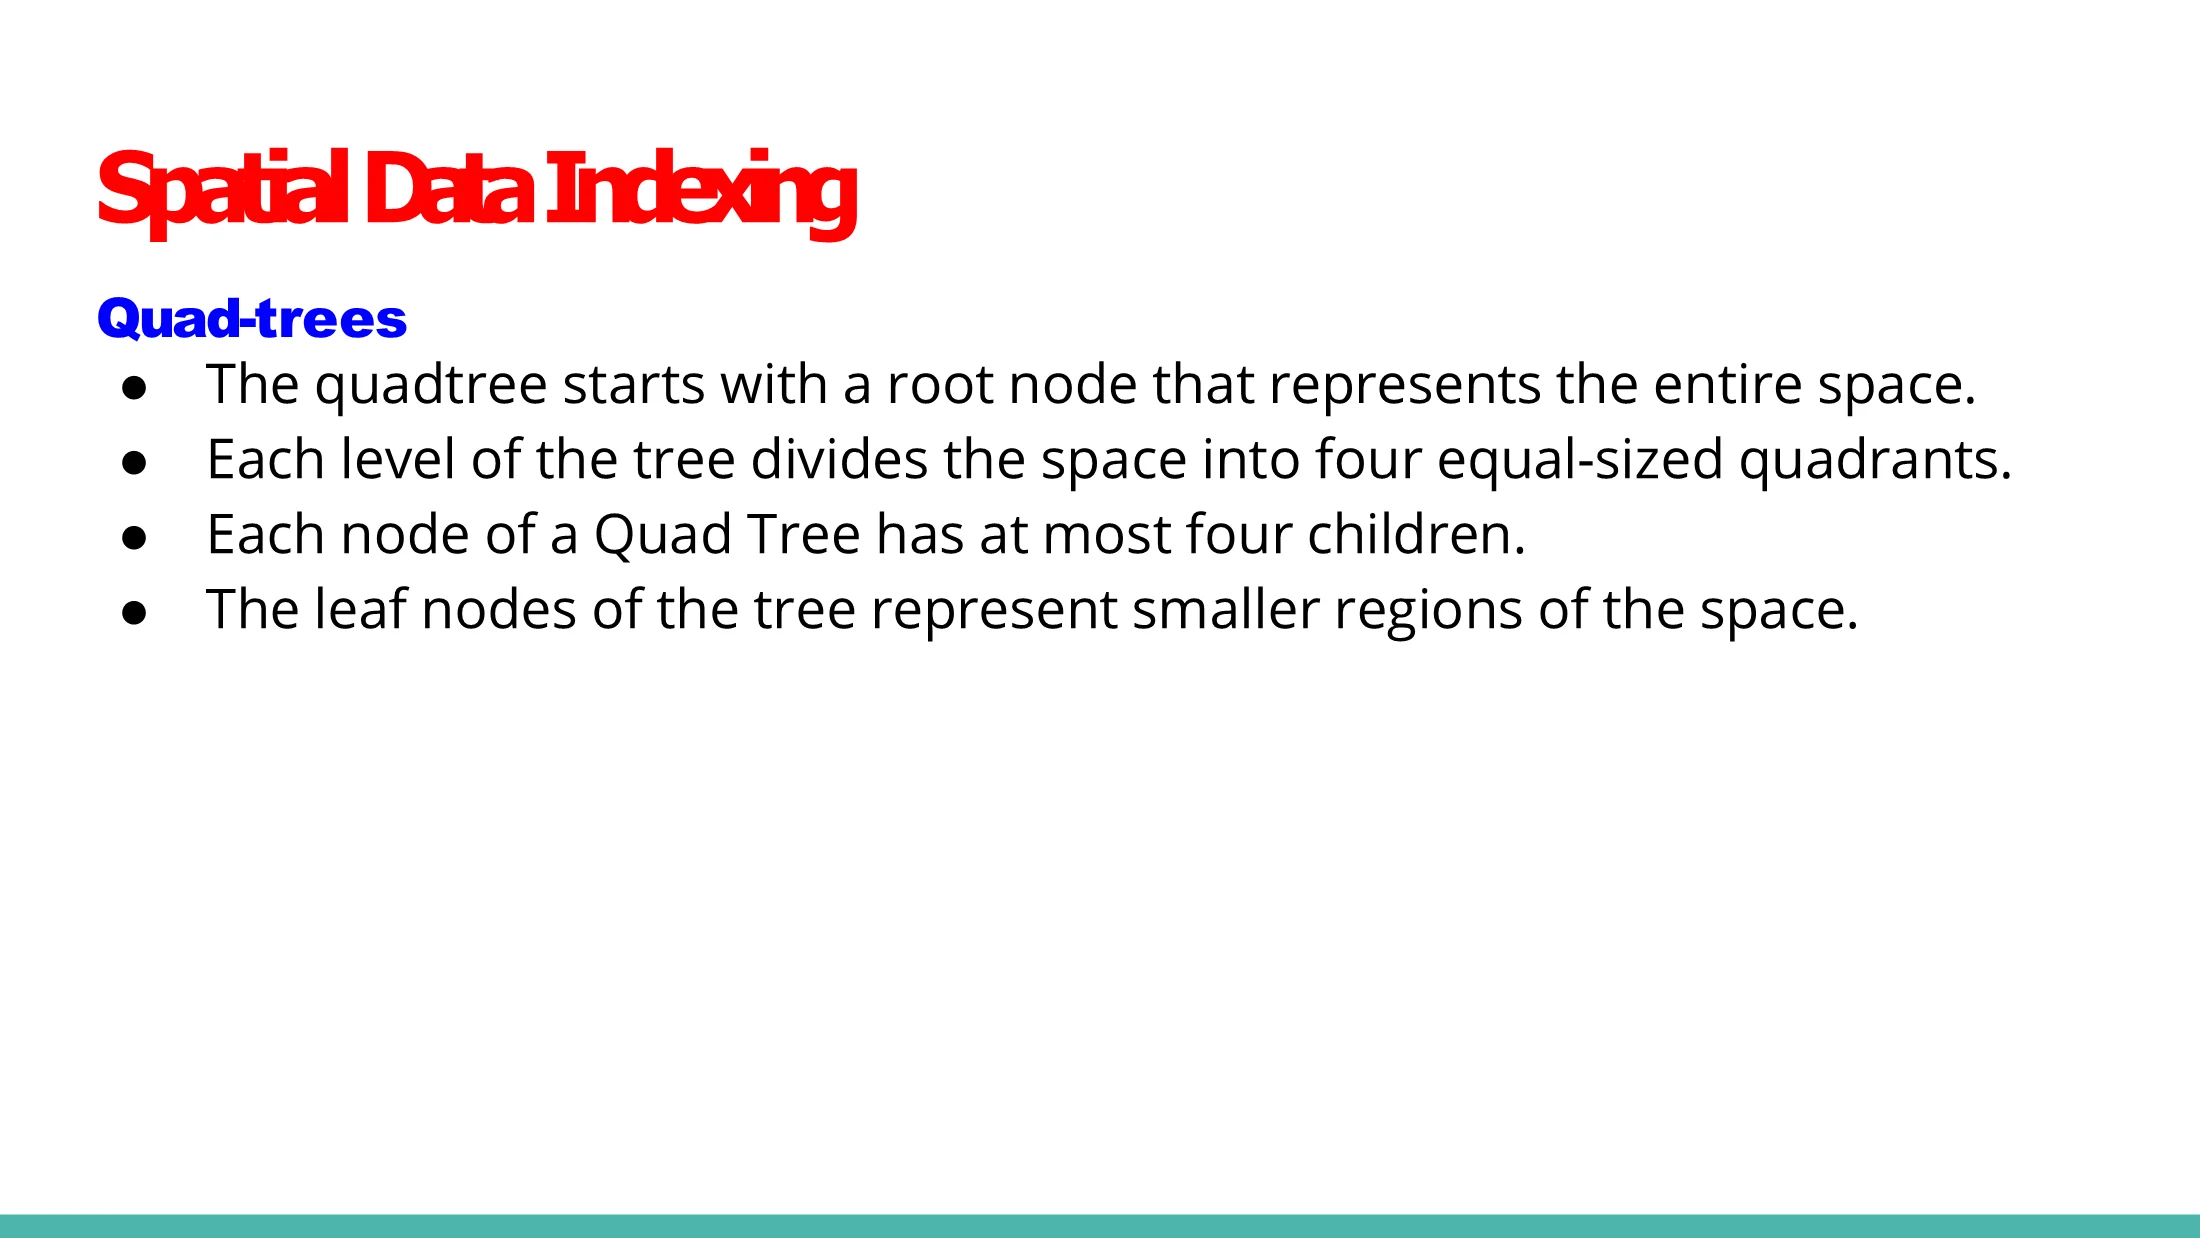 Spatial Data Indexing
Quad-trees
● The quadtree starts with a root node that represents the entire space.
● Each level of the tree divides the space into four equal-sized quadrants.
● Each node of a Quad Tree has at most four children.
● The leaf nodes of the tree represent smaller regions of the space.